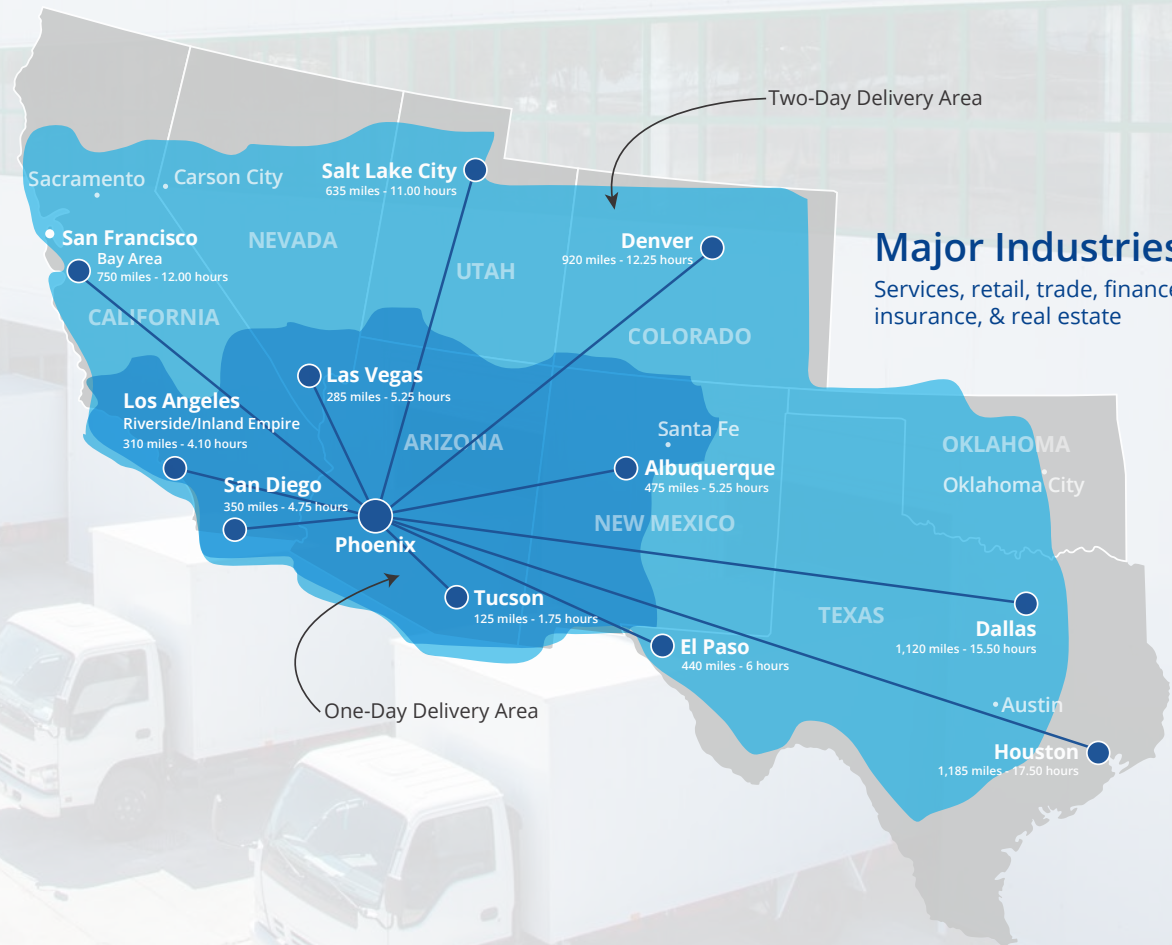 Two-Day Delivery Area
Salt Lake City
635 miles - 11.00 hours
Sacramento
Carson City
San Francisco
Bay Area
750 miles - 12.00 hours
NEVADA
UTAH
Denver
920 miles - 12.25 hours
Major Industries
Services, retail, trade, finance
insurance, & real estate
CALIFORNIA
COLORADO
Las Vegas
285 miles - 5.25 hours
Los Angeles
Riverside/Inland Empire
310 miles - 4.10 hours
ARIZONA
Santa Fe
OKLAHOMA
Albuquerque
475 miles - 5.25 hours
Oklahoma City
San Diego
350 miles - 4.75 hours
NEW MEXICO
Phoenix
Tucson
125 miles - 1.75 hours
TEXAS
Dallas
1,120 miles - 15.50 hours
El Paso
440 miles - 6 hours
One-Day Delivery Area
Austin
Houston
1,185 miles - 17.50 hours